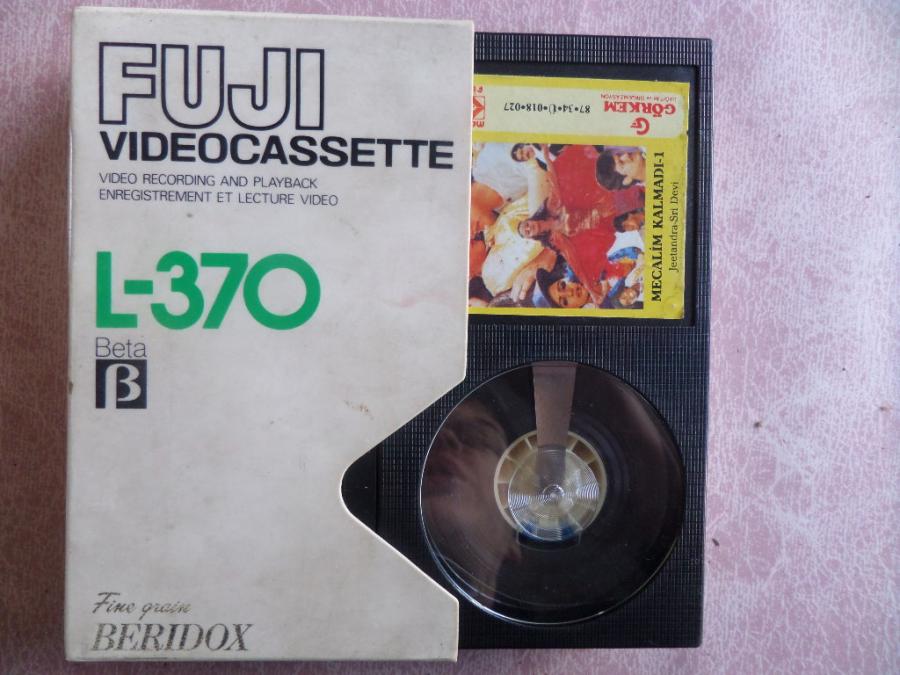 FUJI
VIDEOCASSETTE
VIDEO RECORDING AND PLAYBACK
ENREGISTREMENT ET LECTURE VIDEO
L-370
Beta
β
Fine grain
BERIDOX
GÖRKEM
87•34•Ü•018•027
MECALİM KALMADI-1
Jeetandra-Sri Devi